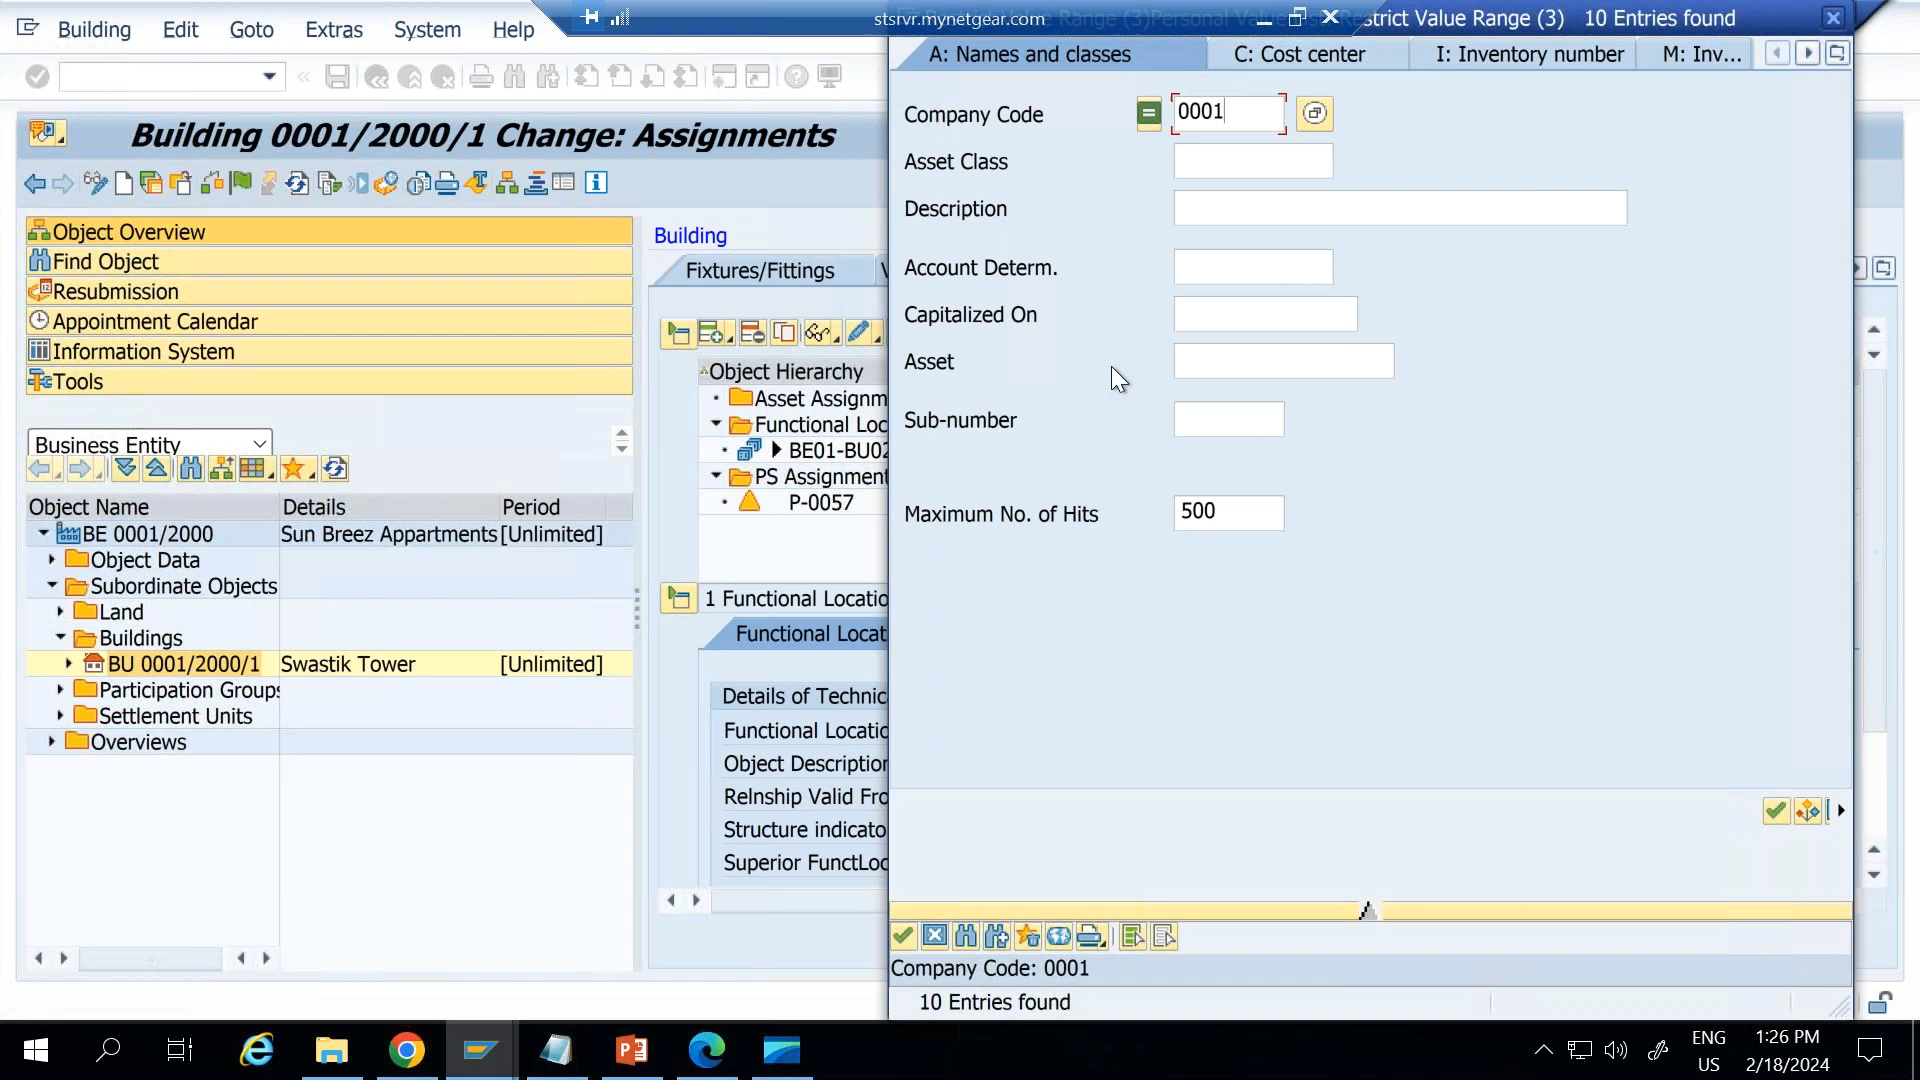 Building Edit Goto Extras System Help
stsrvr.mynetgear.com
Restrict Value Range (3) 10 Entries found
Building 0001/2000/1 Change: Assignments
Object Overview
Find Object
Resubmission
Appointment Calendar
Information System
Tools
Business Entity
Object Name Details Period
BE 0001/2000 Sun Breez Appartments [Unlimited]
Object Data
Subordinate Objects
Land
Buildings
BU 0001/2000/1 Swastik Tower [Unlimited]
Participation Groups
Settlement Units
Overviews
Building
Fixtures/Fittings
Object Hierarchy
Asset Assignm
Functional Loc
BE01-BU02
PS Assignment
P-0057
1 Functional Locatio
Functional Locat
Details of Technic
Functional Locatio
Object Description
Relnship Valid Fro
Structure indicato
Superior FunctLoc
A: Names and classes C: Cost center I: Inventory number M: Inv...
Company Code 0001
Asset Class
Description
Account Determ.
Capitalized On
Asset
Sub-number
Maximum No. of Hits 500
Company Code: 0001
10 Entries found
ENG
US
1:26 PM
2/18/2024